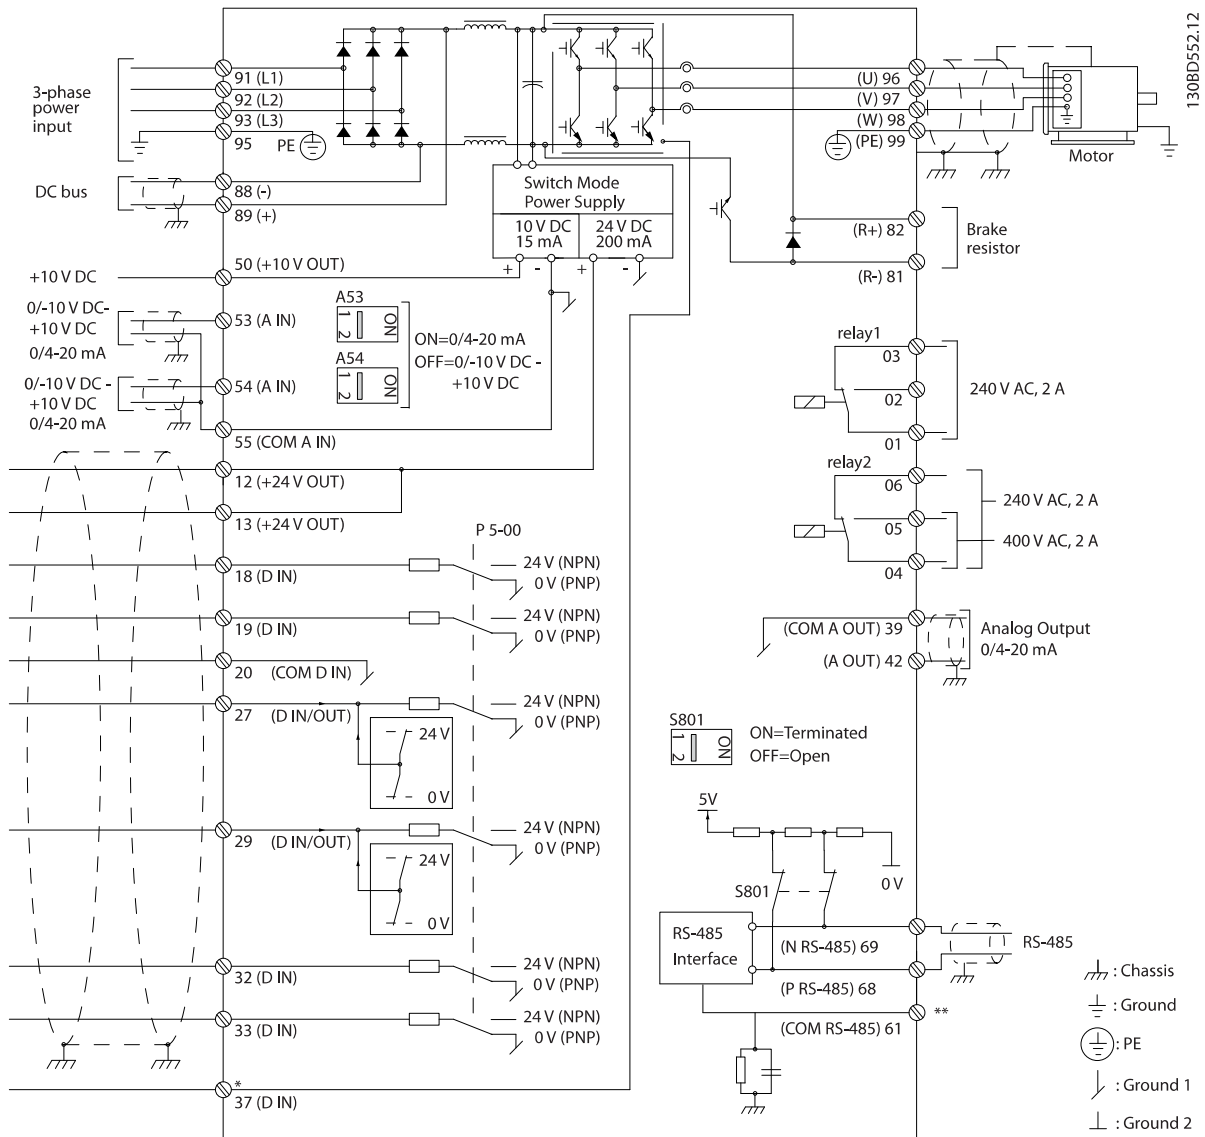 130BD552.12
3-phase
power
input
91 (L1)
92 (L2)
93 (L3)
95
PE
DC bus
88 (-)
89 (+)
+10 V DC
50 (+10 V OUT)
0/-10 V DC-
+10 V DC
0/4-20 mA
53 (A IN)
0/-10 V DC -
+10 V DC
0/4-20 mA
54 (A IN)
55 (COM A IN)
12 (+24 V OUT)
13 (+24 V OUT)
18 (D IN)
19 (D IN)
20 (COM D IN)
27 (D IN/OUT)
24 V
0 V
29 (D IN/OUT)
24 V
0 V
32 (D IN)
33 (D IN)
*
37 (D IN)
Switch Mode
Power Supply
10 V DC
15 mA
24 V DC
200 mA
+ - + -
A53
1 2 ON
A54
1 2 ON
ON=0/4-20 mA
OFF=0/-10 V DC -
+10 V DC
P 5-00
24 V (NPN)
0 V (PNP)
24 V (NPN)
0 V (PNP)
24 V (NPN)
0 V (PNP)
24 V (NPN)
0 V (PNP)
24 V (NPN)
0 V (PNP)
24 V (NPN)
0 V (PNP)
(U) 96
(V) 97
(W) 98
(PE) 99
Motor
(R+) 82
(R-) 81
Brake
resistor
relay1
03
02
01
240 V AC, 2 A
relay2
06
05
04
240 V AC, 2 A
400 V AC, 2 A
(COM A OUT) 39
(A OUT) 42
Analog Output
0/4-20 mA
S801
1 2 ON
ON=Terminated
OFF=Open
5V
0 V
S801
RS-485
Interface
(N RS-485) 69
(P RS-485) 68
(COM RS-485) 61
RS-485
**
: Chassis
: Ground
: PE
: Ground 1
: Ground 2